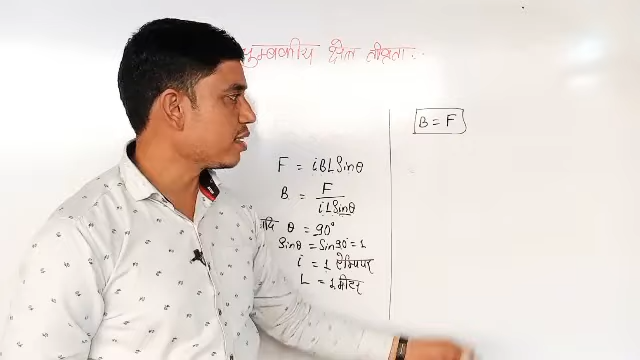 चुम्बकीय क्षेत्र तीव्रता :-
F = iBLSinθ
B = F / iLSinθ
यदि θ = 90°
Sinθ = Sin90° = 1
i = 1 ऐम्पियर
L = 1 मीटर
B = F